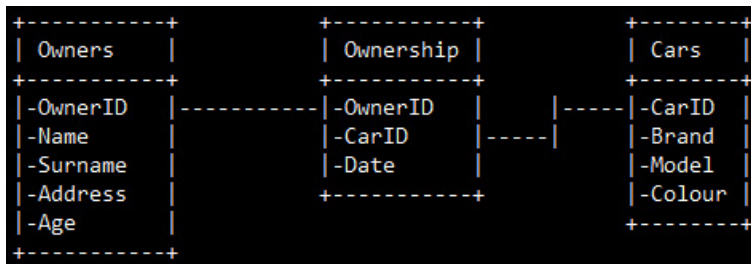 +-----------+ +-----------+ +--------+
| Owners | | Ownership | | Cars |
+-----------+ +-----------+ +--------+
|-OwnerID |-----------|-OwnerID | |-----|-CarID |
|-Name | |-CarID |-----| |-Brand |
|-Surname | |-Date | |-Model |
|-Address | +-----------+ |-Colour |
|-Age | +--------+
+-----------+